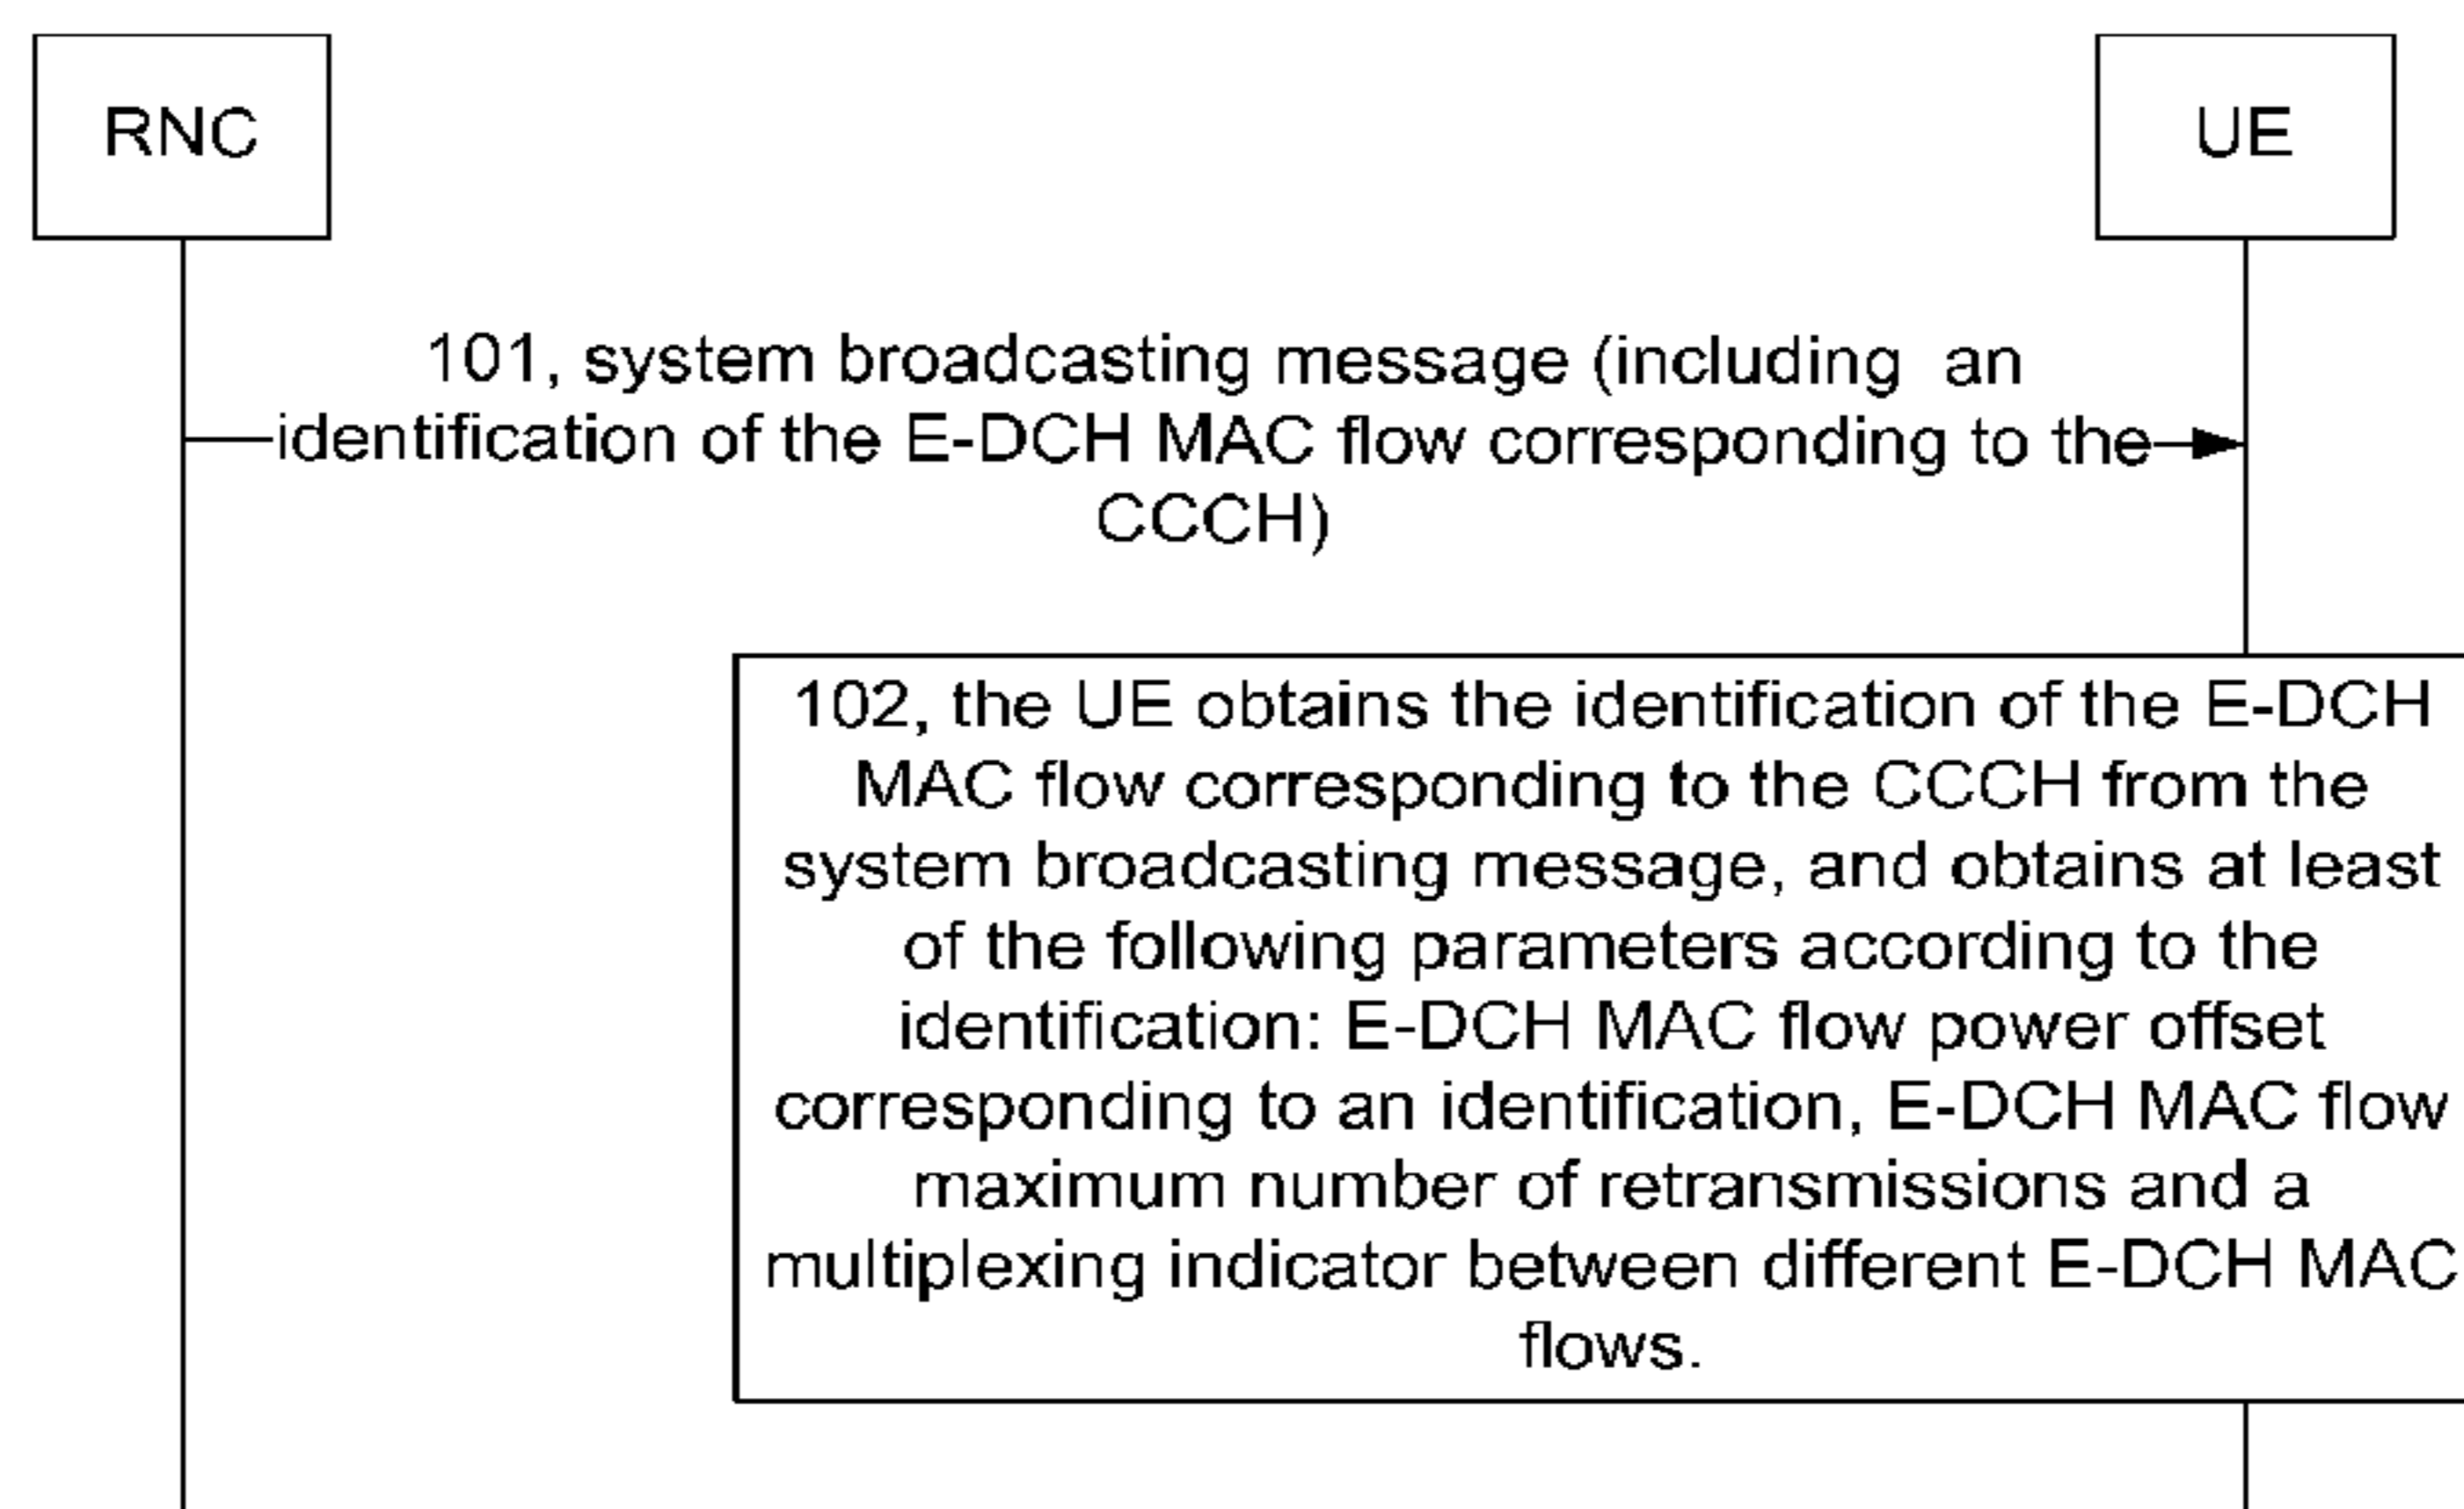 RNC
UE
101, system broadcasting message (including an
identification of the E-DCH MAC flow corresponding to the
CCCH)
102, the UE obtains the identification of the E-DCH
MAC flow corresponding to the CCCH from the
system broadcasting message, and obtains at least
of the following parameters according to the
identification: E-DCH MAC flow power offset
corresponding to an identification, E-DCH MAC flow
maximum number of retransmissions and a
multiplexing indicator between different E-DCH MAC
flows.